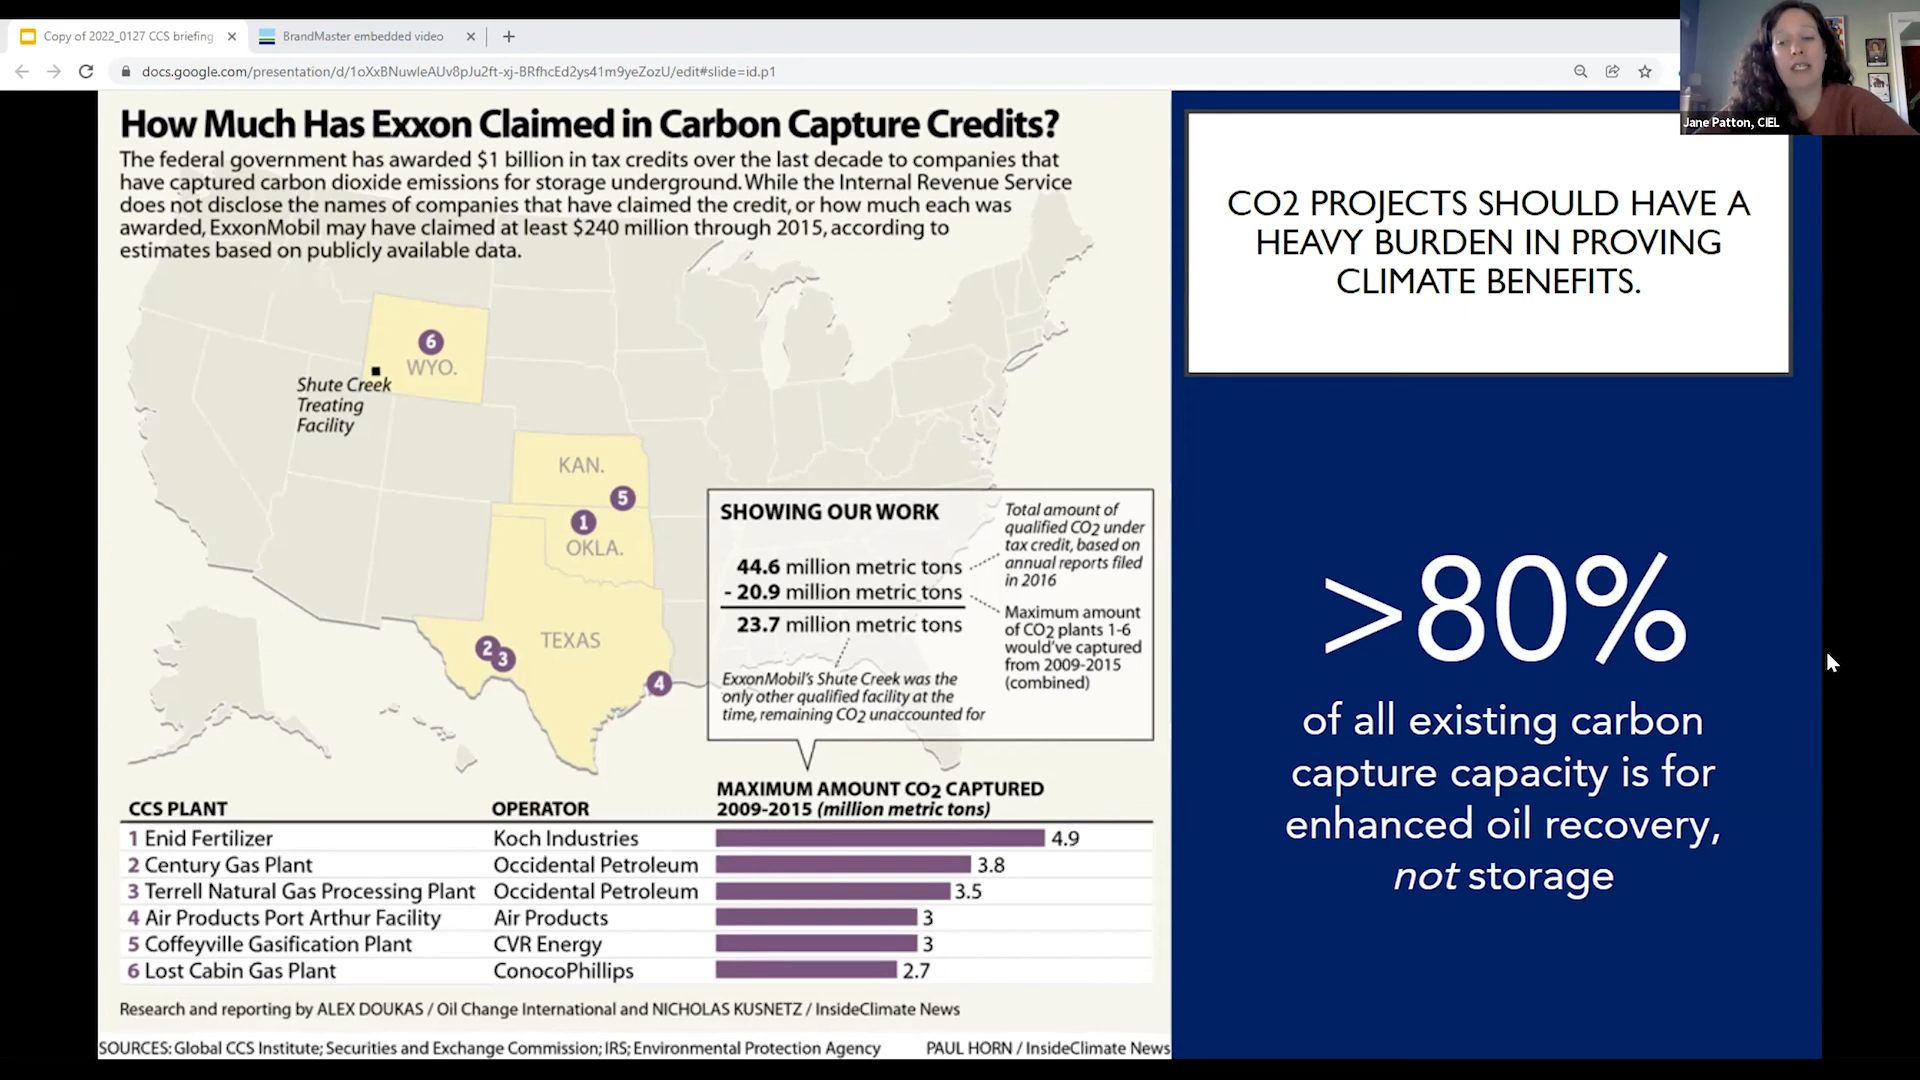 Copy of 2022_0127 CCS briefing
BrandMaster embedded video
docs.google.com/presentation/d/1oXxBNuwleAUv8pJu2ft-xj-BRfhcEd2ys41m9yeZozU/edit#slide=id.p1
Jane Patton, CIEL
How Much Has Exxon Claimed in Carbon Capture Credits?
The federal government has awarded $1 billion in tax credits over the last decade to companies that
have captured carbon dioxide emissions for storage underground. While the Internal Revenue Service
does not disclose the names of companies that have claimed the credit, or how much each was
awarded, ExxonMobil may have claimed at least $240 million through 2015, according to
estimates based on publicly available data.
6
WYO.
Shute Creek
Treating
Facility
KAN.
5
1
OKLA.
TEXAS
2
3
4
SHOWING OUR WORK
44.6 million metric tons
- 20.9 million metric tons
23.7 million metric tons
Total amount of
qualified CO2 under
tax credit, based on
annual reports filed
in 2016
Maximum amount
of CO2 plants 1-6
would've captured
from 2009-2015
(combined)
ExxonMobil's Shute Creek was the
only other qualified facility at the
time, remaining CO2 unaccounted for
CCS PLANT OPERATOR MAXIMUM AMOUNT CO2 CAPTURED
2009-2015 (million metric tons)
1 Enid Fertilizer Koch Industries 4.9
2 Century Gas Plant Occidental Petroleum 3.8
3 Terrell Natural Gas Processing Plant Occidental Petroleum 3.5
4 Air Products Port Arthur Facility Air Products 3
5 Coffeyville Gasification Plant CVR Energy 3
6 Lost Cabin Gas Plant ConocoPhillips 2.7
Research and reporting by ALEX DOUKAS / Oil Change International and NICHOLAS KUSNETZ / InsideClimate News
SOURCES: Global CCS Institute; Securities and Exchange Commission; IRS; Environmental Protection Agency PAUL HORN / InsideClimate News
CO2 PROJECTS SHOULD HAVE A
HEAVY BURDEN IN PROVING
CLIMATE BENEFITS.
>80%
of all existing carbon
capture capacity is for
enhanced oil recovery,
not storage